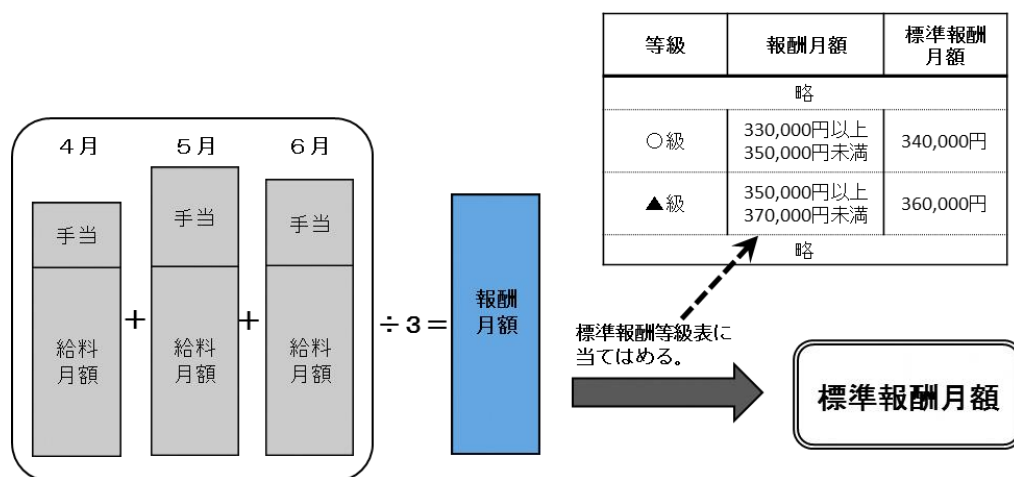 等級 報酬月額 標準報酬
月額
略
○級 330,000円以上
350,000円未満 340,000円
▲級 350,000円以上
370,000円未満 360,000円
略
4月 5月 6月
手当 手当 手当
給料
月額
+
給料
月額
+
給料
月額
÷3=
報酬
月額
標準報酬等級表に
当てはめる。
標準報酬月額